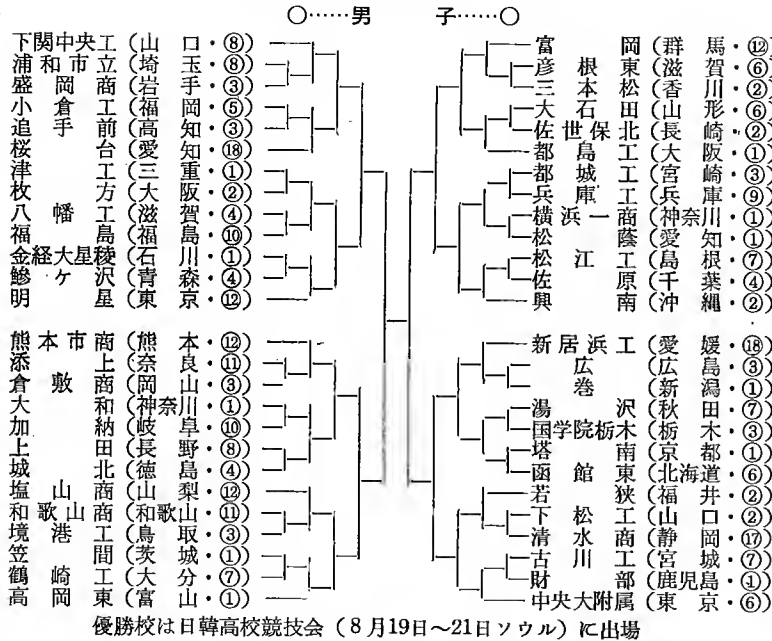 ○……男　子……○
下関中央工（山　口・⑧）
浦和市立（埼　玉・⑧）
盛岡商（岩　手・③）
小倉工（福　岡・⑤）
追手前（高　知・③）
桜台（愛　知・⑱）
津工（三　重・①）
枚方（大　阪・②）
八幡工（滋　賀・④）
福島（福　島・⑩）
金経大星稜（石　川・①）
鰺ケ沢（青　森・④）
明星（東　京・⑫）
熊本市商（熊　本・⑫）
添上（奈　良・⑪）
倉敷商（岡　山・③）
大和（神奈川・①）
加納（岐　阜・⑩）
上田（長　野・⑧）
城北（徳　島・④）
塩山商（山　梨・⑫）
和歌山商（和歌山・⑪）
境港工（鳥　取・③）
笠間（茨　城・①）
鶴崎工（大　分・⑦）
高岡東（富　山・①）
富岡（群　馬・⑫）
彦根東（滋　賀・⑥）
三本松（香　川・②）
大石田（山　形・⑥）
佐世保北（長　崎・②）
都島工（大　阪・①）
都城工（宮　崎・③）
兵庫工（兵　庫・⑨）
横浜一商（神奈川・①）
松蔭（愛　知・①）
松江工（島　根・⑦）
佐原（千　葉・④）
興南（沖　縄・②）
新居浜工（愛　媛・⑱）
広（広　島・③）
巻（新　潟・①）
湯沢（秋　田・⑦）
国学院栃木（栃　木・③）
塔南（京　都・①）
函館東（北海道・⑥）
若狭（福　井・②）
下松工（山　口・②）
清水商（静　岡・⑰）
古川工（宮　城・⑦）
財部（鹿児島・①）
中央大附属（東　京・⑥）
優勝校は日韓高校競技会（8月19日～21日ソウル）に出場